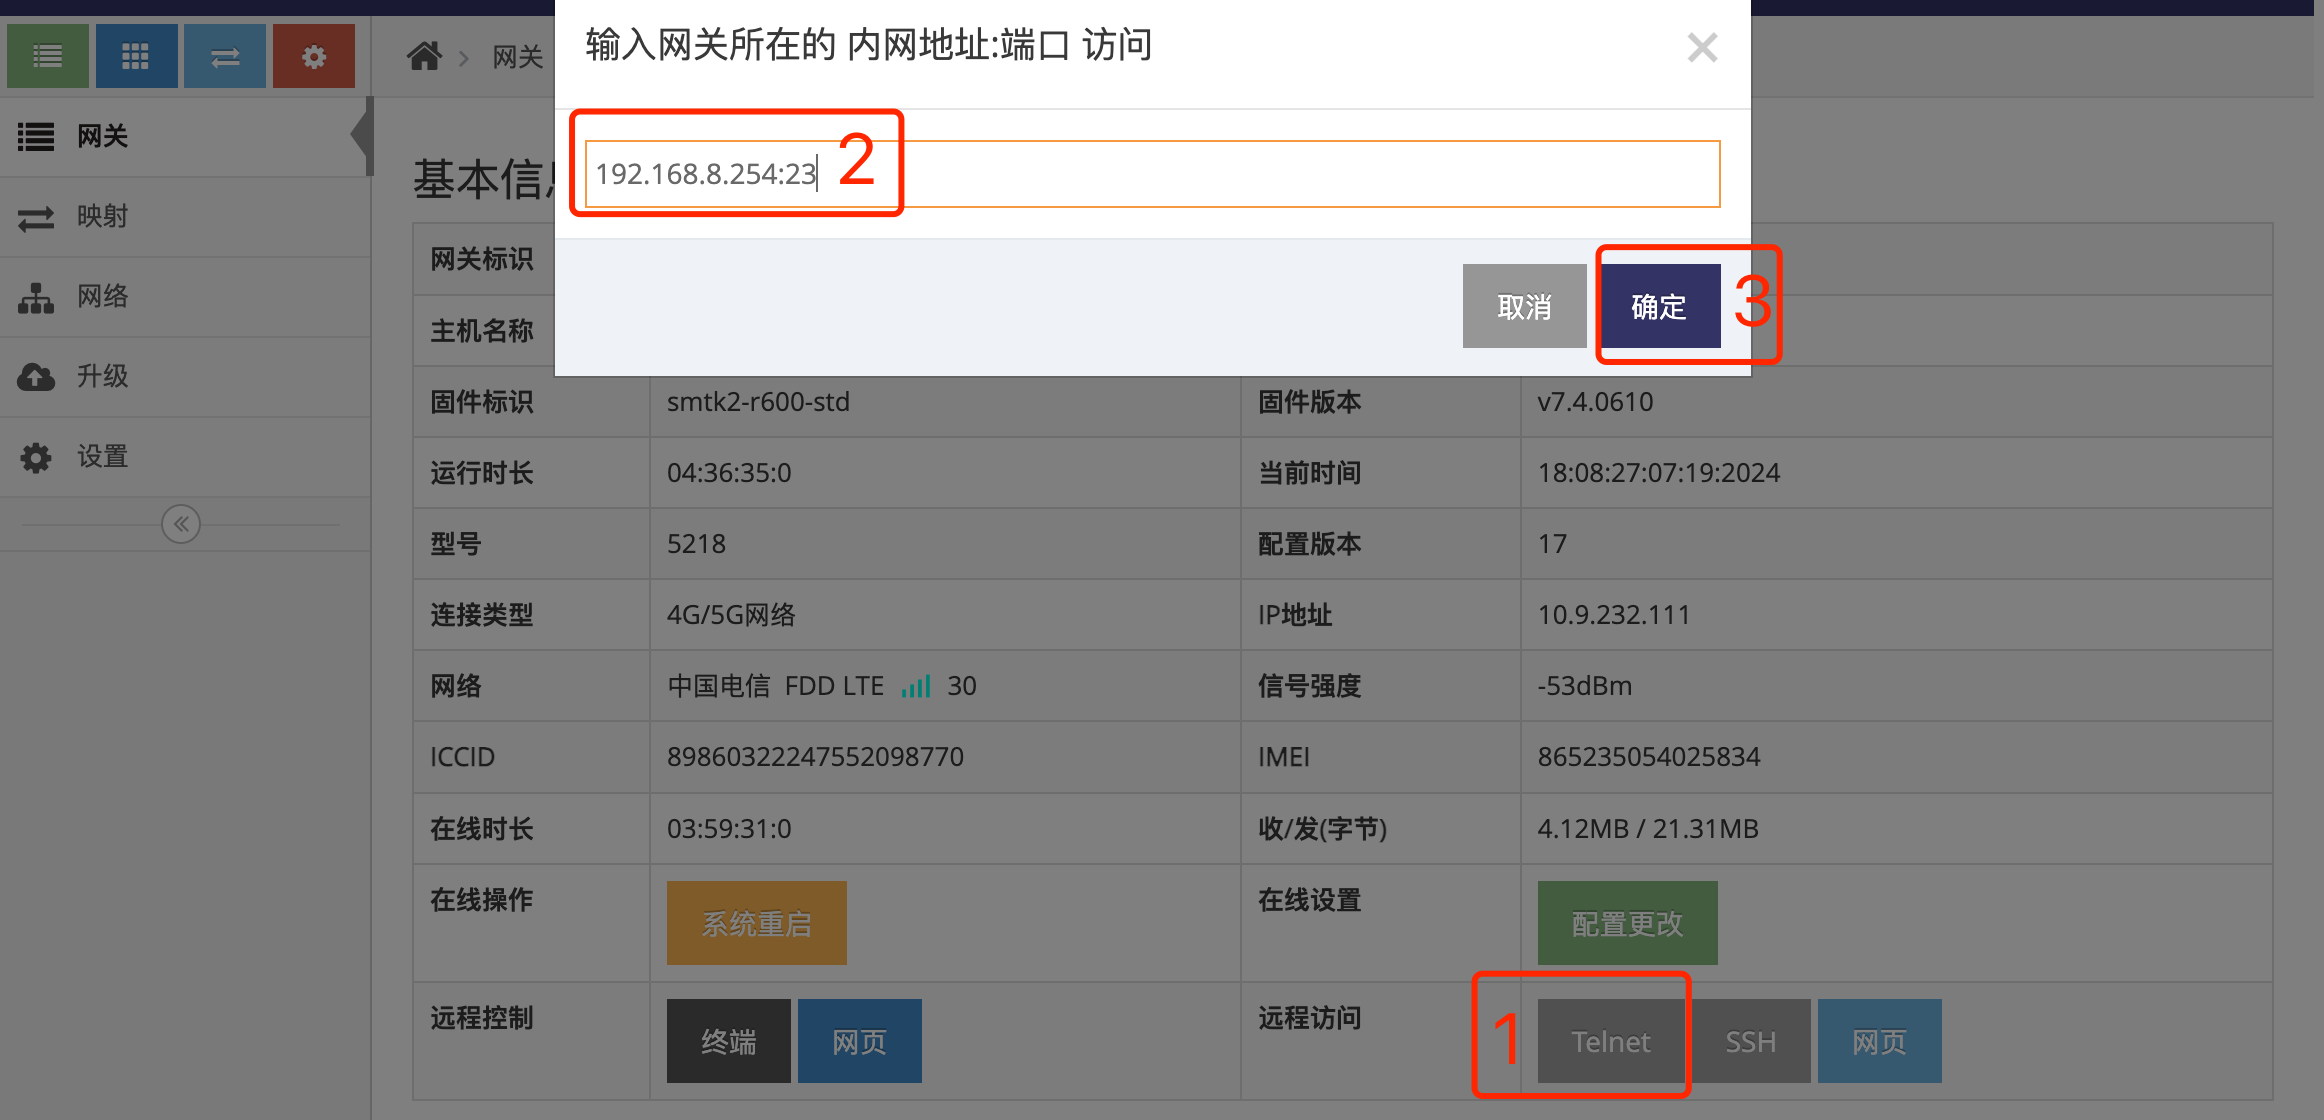 输入网关所在的 内网地址:端口 访问
192.168.8.254:23
2
取消
确定
3
网关
网关
映射
网络
升级
设置
基本信息
网关标识
主机名称
固件标识 smtk2-r600-std 固件版本 v7.4.0610
运行时长 04:36:35:0 当前时间 18:08:27:07:19:2024
型号 5218 配置版本 17
连接类型 4G/5G网络 IP地址 10.9.232.111
网络 中国电信 FDD LTE 30 信号强度 -53dBm
ICCID 89860322247552098770 IMEI 865235054025834
在线时长 03:59:31:0 收/发(字节) 4.12MB / 21.31MB
在线操作 系统重启 在线设置 配置更改
远程控制 终端 网页 远程访问 1 Telnet SSH 网页